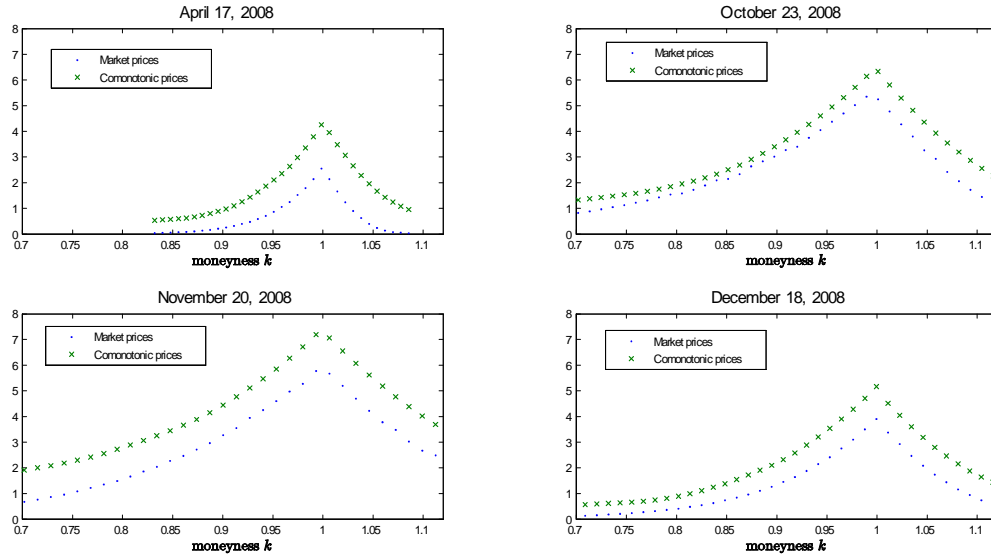 April 17, 2008
8
7
6
5
4
3
2
1
0
Market prices
Comonotonic prices
0.7 0.75 0.8 0.85 0.9 0.95 1 1.05 1.1
moneyness k
October 23, 2008
8
7
6
5
4
3
2
1
0
Market prices
Comonotonic prices
0.7 0.75 0.8 0.85 0.9 0.95 1 1.05 1.1
moneyness k
November 20, 2008
8
7
6
5
4
3
2
1
0
Market prices
Comonotonic prices
0.7 0.75 0.8 0.85 0.9 0.95 1 1.05 1.1
moneyness k
December 18, 2008
8
7
6
5
4
3
2
1
0
Market prices
Comonotonic prices
0.7 0.75 0.8 0.85 0.9 0.95 1 1.05 1.1
moneyness k